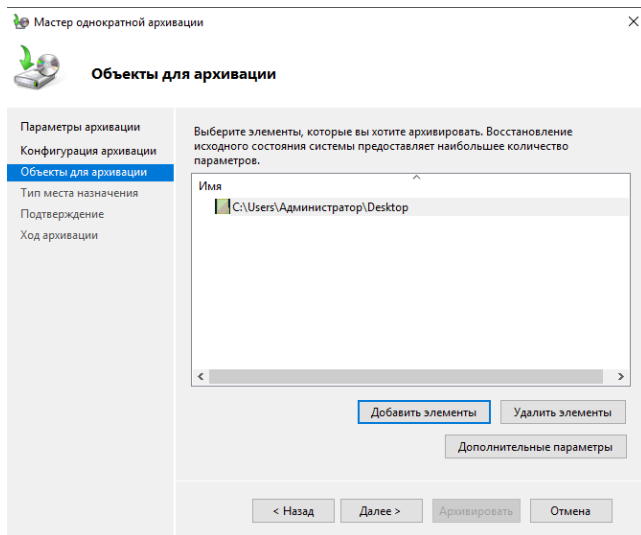 Мастер однократной архивации
Объекты для архивации
Параметры архивации
Конфигурация архивации
Объекты для архивации
Тип места назначения
Подтверждение
Ход архивации
Выберите элементы, которые вы хотите архивировать. Восстановление
исходного состояния системы предоставляет наибольшее количество
параметров.
Имя
C:\Users\Администратор\Desktop
Добавить элементы
Удалить элементы
Дополнительные параметры
< Назад
Далее >
Архивировать
Отмена